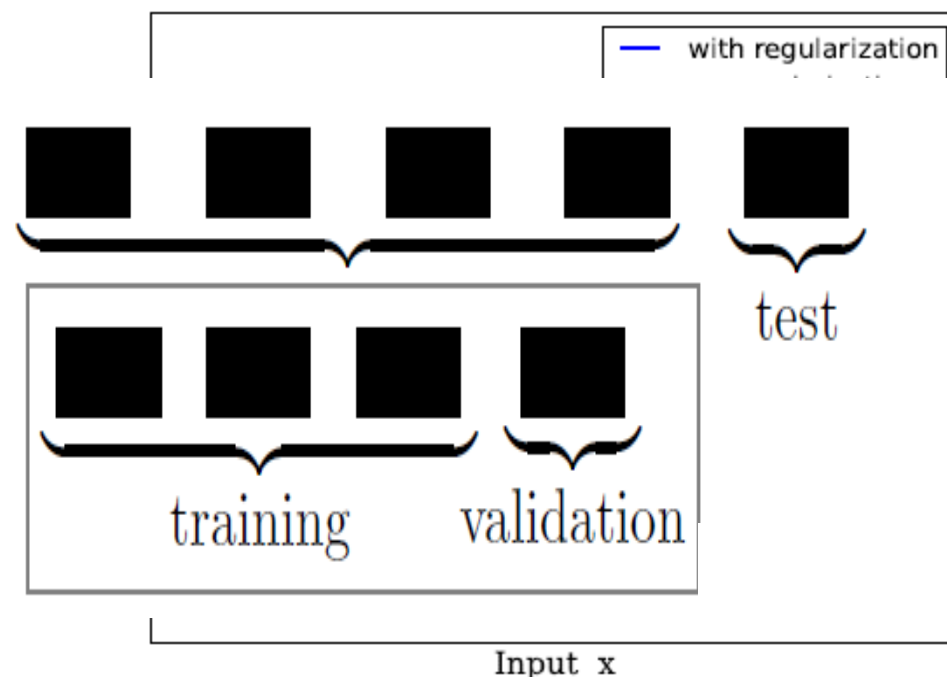 with regularization
test
training
validation
Input x